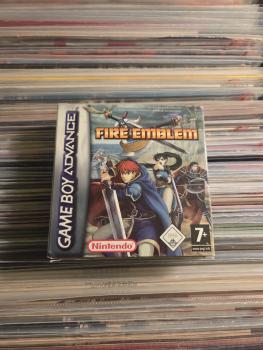 GAME BOY ADVANCE
FIRE EMBLEM
Nintendo
7+